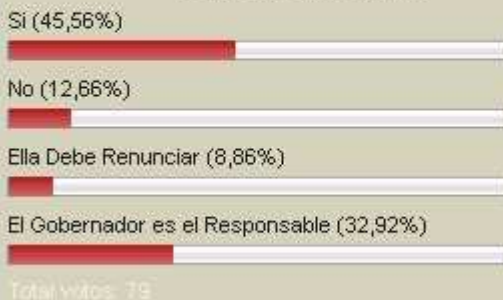 Si (45,56%)
No (12,66%)
Ella Debe Renunciar (8,86%)
El Gobernador es el Responsable (32,92%)
Total votos: 79